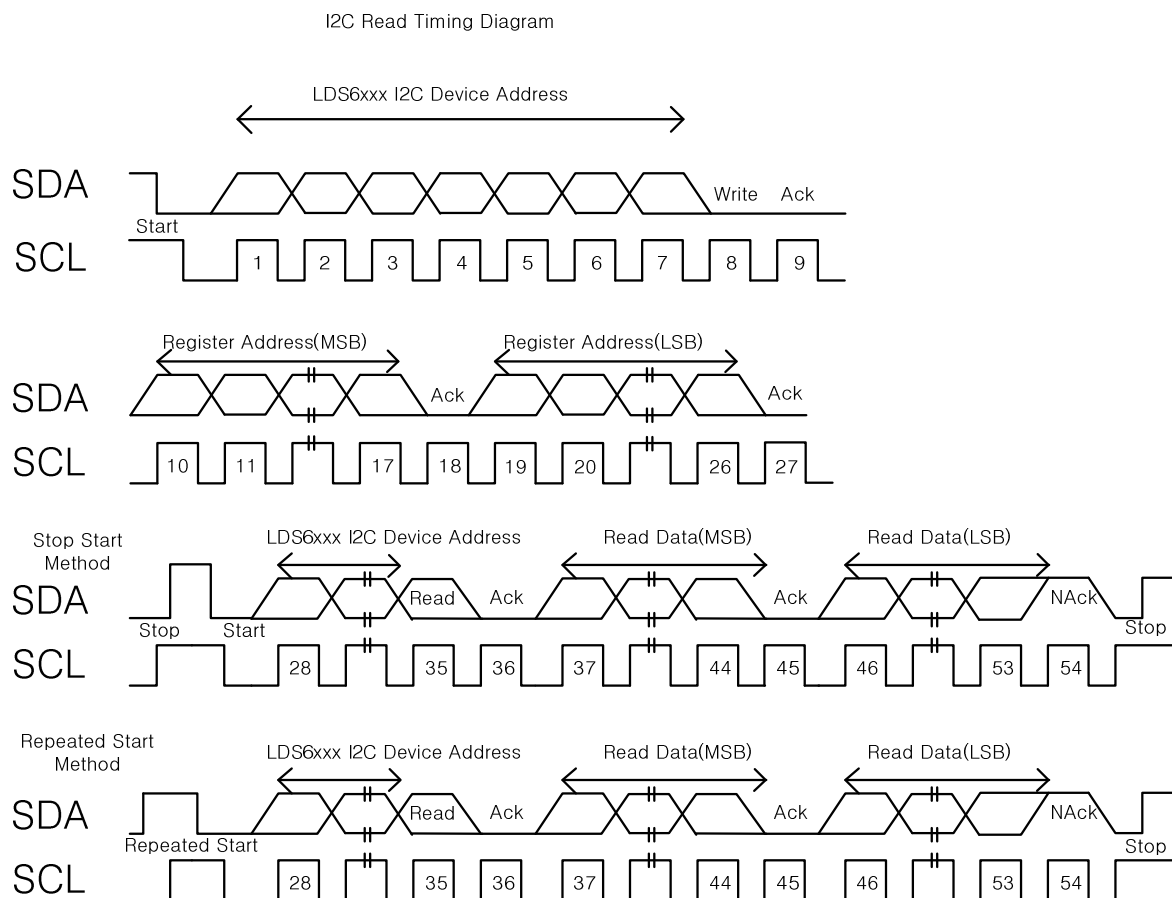 I2C Read Timing Diagram
LDS6xxx I2C Device Address
SDA
Write Ack
Start
SCL
1 2 3 4 5 6 7 8 9
Register Address(MSB) Register Address(LSB)
SDA
Ack Ack
SCL
10 11 17 18 19 20 26 27
Stop Start
Method
LDS6xxx I2C Device Address Read Data(MSB) Read Data(LSB)
SDA
Read Ack Ack NAck
Stop Start Stop
SCL
28 35 36 37 44 45 46 53 54
Repeated Start
Method
LDS6xxx I2C Device Address Read Data(MSB) Read Data(LSB)
SDA
Read Ack Ack NAck
Repeated Start Stop
SCL
28 35 36 37 44 45 46 53 54